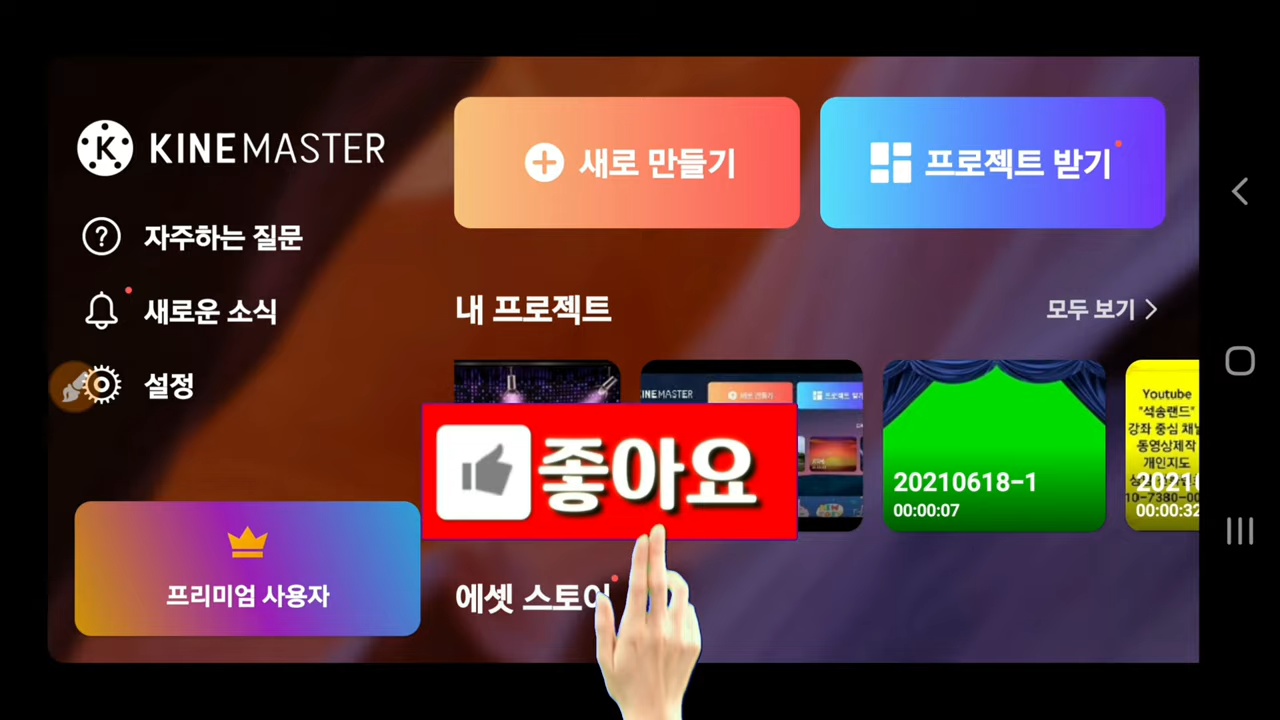 KINEMASTER
자주하는 질문
새로운 소식
설정
프리미엄 사용자
새로 만들기
프로젝트 받기
내 프로젝트
모두 보기
좋아요
20210618-1
00:00:07
Youtube
"석송랜드"
강좌 중심 채널
동영상제작
개인지도
00:00:32
에셋 스토어